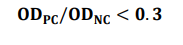 OD_PC/OD_NC < 0.3